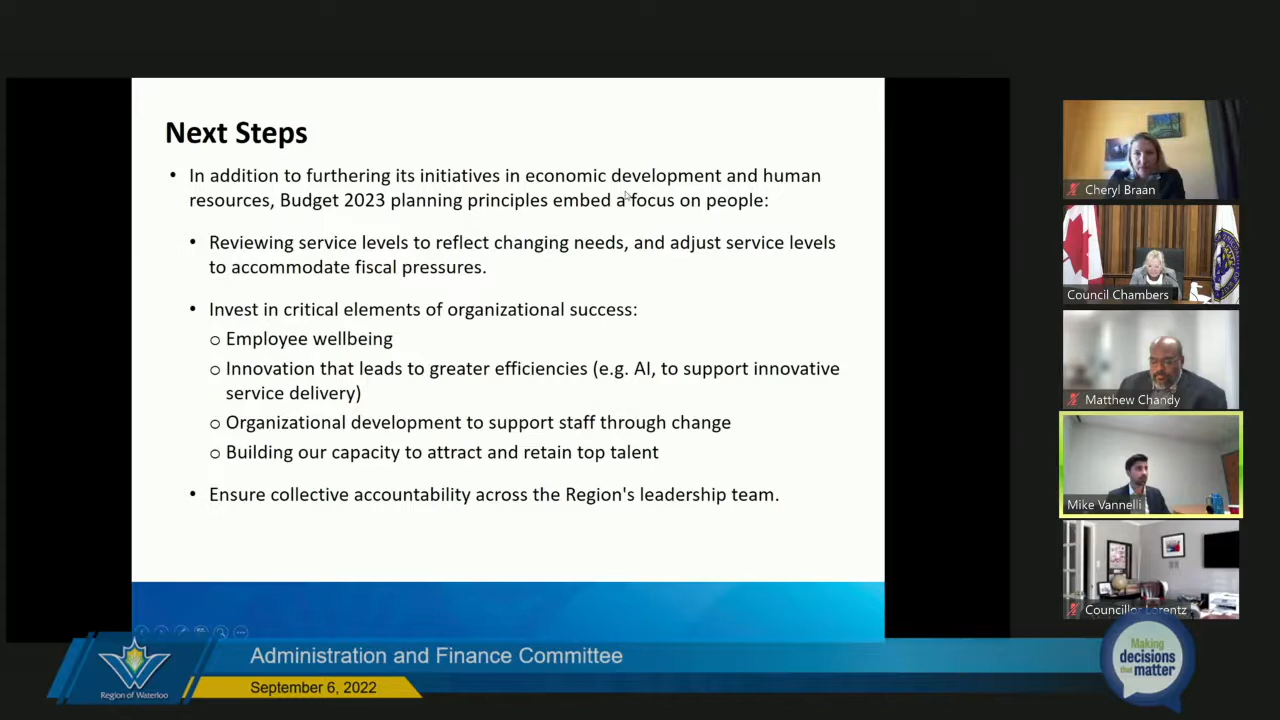 Next Steps
• In addition to furthering its initiatives in economic development and human
resources, Budget 2023 planning principles embed a focus on people:
• Reviewing service levels to reflect changing needs, and adjust service levels
to accommodate fiscal pressures.
• Invest in critical elements of organizational success:
o Employee wellbeing
o Innovation that leads to greater efficiencies (e.g. AI, to support innovative
service delivery)
o Organizational development to support staff through change
o Building our capacity to attract and retain top talent
• Ensure collective accountability across the Region's leadership team.
Cheryl Braan
Council Chambers
Matthew Chandy
Mike Vannelli
Councillor Lorentz
Region of Waterloo
Administration and Finance Committee
September 6, 2022
Making
decisions
that matter